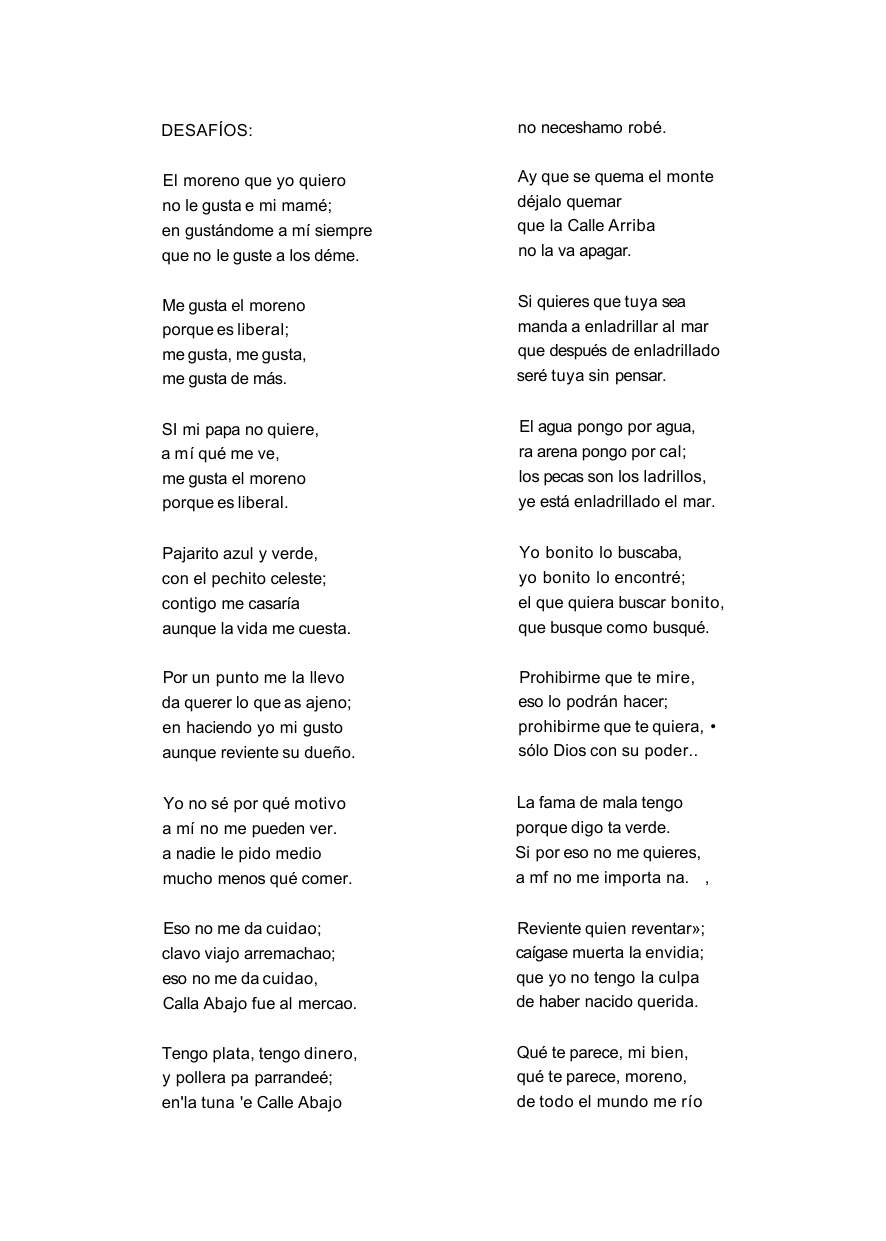 DESAFÍOS:

El moreno que yo quiero
no le gusta e mi mamé;
en gustándome a mí siempre
que no le guste a los déme.

Me gusta el moreno
porque es liberal;
me gusta, me gusta,
me gusta de más.

SI mi papa no quiere,
a mí qué me ve,
me gusta el moreno
porque es liberal.

Pajarito azul y verde,
con el pechito celeste;
contigo me casaría
aunque la vida me cuesta.

Por un punto me la llevo
da querer lo que as ajeno;
en haciendo yo mi gusto
aunque reviente su dueño.

Yo no sé por qué motivo
a mí no me pueden ver.
a nadie le pido medio
mucho menos qué comer.

Eso no me da cuidao;
clavo viajo arremachao;
eso no me da cuidao,
Calla Abajo fue al mercao.

Tengo plata, tengo dinero,
y pollera pa parrandeé;
en'la tuna 'e Calle Abajo
no neceshamo robé.

Ay que se quema el monte
déjalo quemar
que la Calle Arriba
no la va apagar.

Si quieres que tuya sea
manda a enladrillar al mar
que después de enladrillado
seré tuya sin pensar.

El agua pongo por agua,
ra arena pongo por cal;
los pecas son los ladrillos,
ye está enladrillado el mar.

Yo bonito lo buscaba,
yo bonito lo encontré;
el que quiera buscar bonito,
que busque como busqué.

Prohibirme que te mire,
eso lo podrán hacer;
prohibirme que te quiera, •
sólo Dios con su poder..

La fama de mala tengo
porque digo ta verde.
Si por eso no me quieres,
a mf no me importa na. ,

Reviente quien reventar»;
caígase muerta la envidia;
que yo no tengo la culpa
de haber nacido querida.

Qué te parece, mi bien,
qué te parece, moreno,
de todo el mundo me río